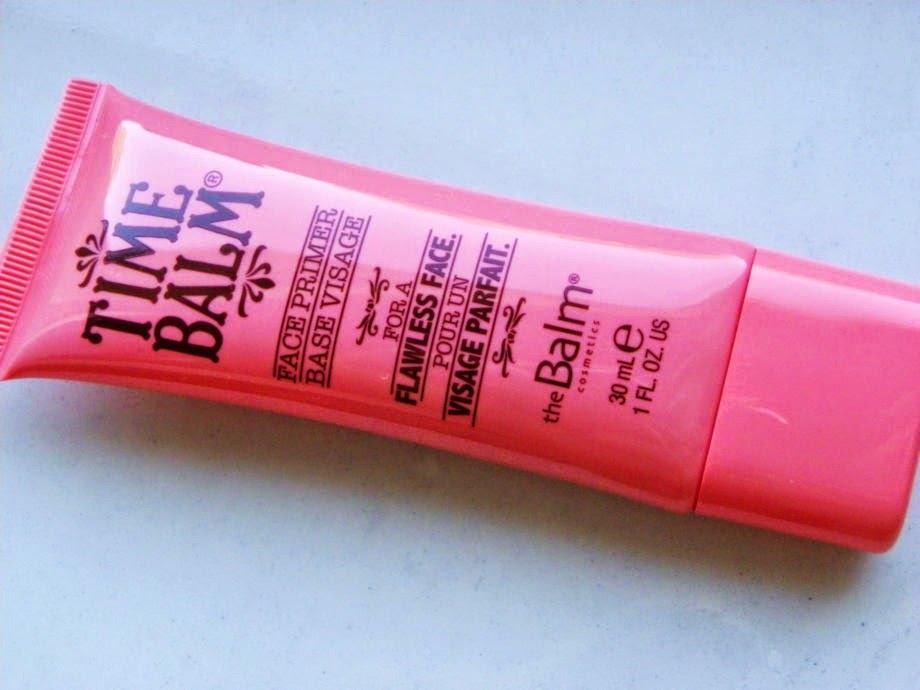 TIME
BALM®
FACE PRIMER
BASE VISAGE
FOR A
FLAWLESS FACE.
POUR UN
VISAGE PARFAIT.
theBalm®
cosmetics
30 mL e
1 FL. OZ. US